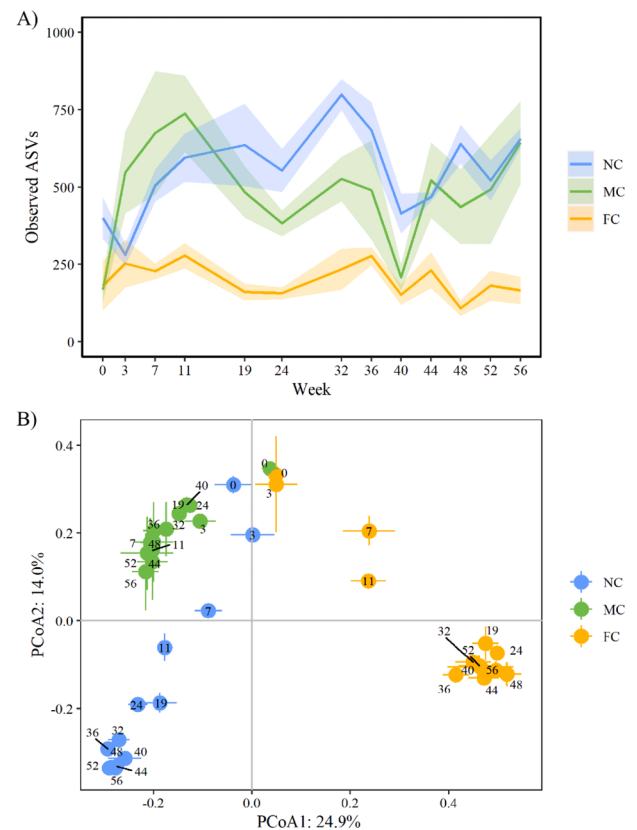 A)
1000
750
500
250
0
Observed ASVs
0 3 7 11 19 24 32 36 40 44 48 52 56
Week
NC
MC
FC
B)
0.4
0.2
0.0
-0.2
PCoA2: 14.0%
0 0 0
3
40
19 24
36 32 3 3 7
7 48 11
52 44 11
56
7
11 19
32 52 24
24 19 40 56
36 44 48
36 32
48 40
52 44
56
-0.2 0.0 0.2 0.4
PCoA1: 24.9%
NC
MC
FC